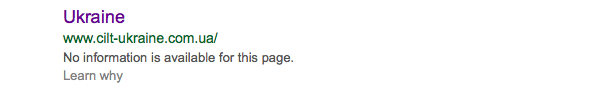 Ukraine
www.cilt-ukraine.com.ua/
No information is available for this page.
Learn why